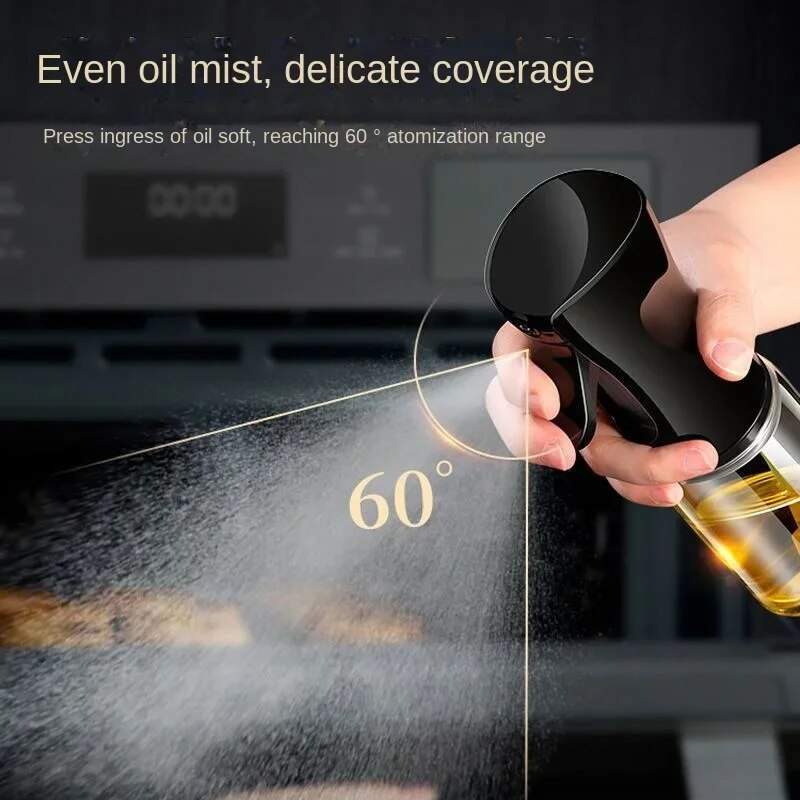 Even oil mist, delicate coverage
Press ingress of oil soft, reaching 60 ° atomization range
00:00
60°